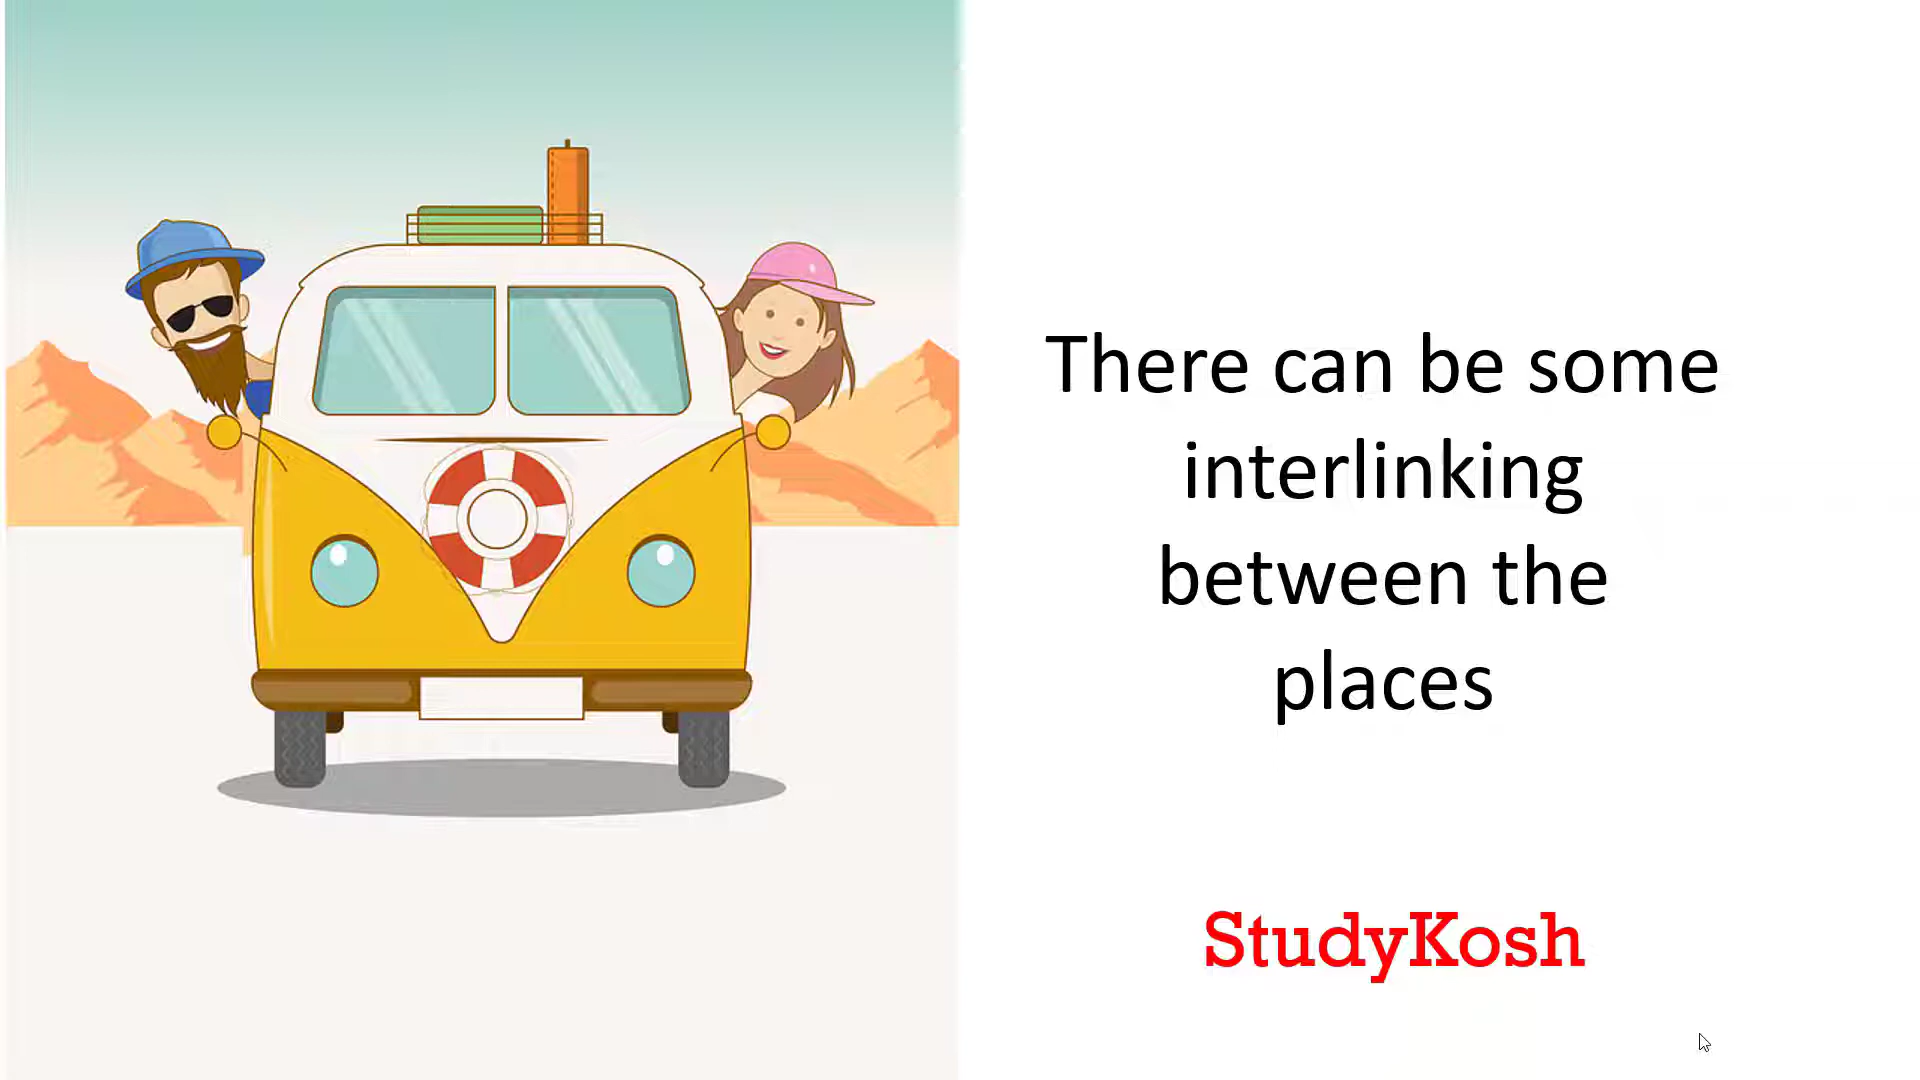 There can be some
interlinking
between the
places
StudyKosh